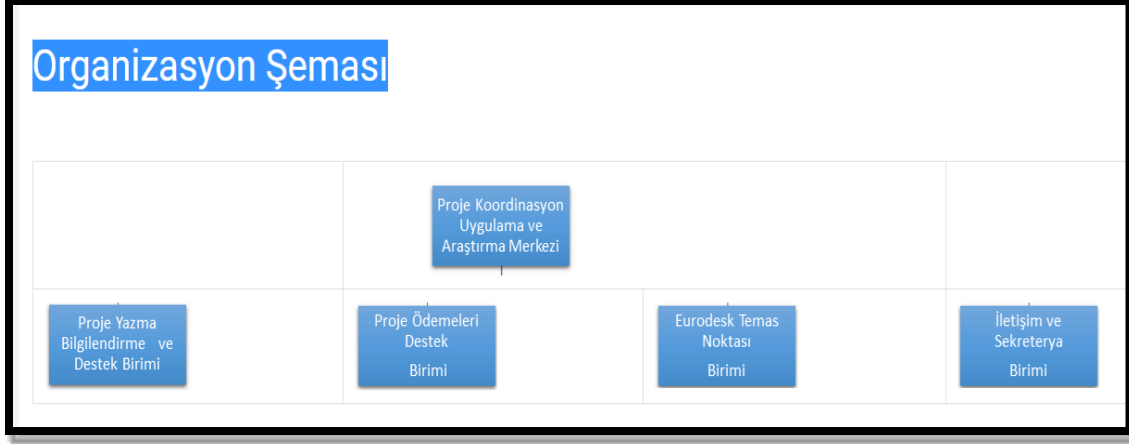 Organizasyon Şeması
Proje Koordinasyon
Uygulama ve
Araştırma Merkezi
Proje Yazma
Bilgilendirme ve
Destek Birimi
Proje Ödemeleri
Destek
Birimi
Eurodesk Temas
Noktası
Birimi
İletişim ve
Sekreterya
Birimi